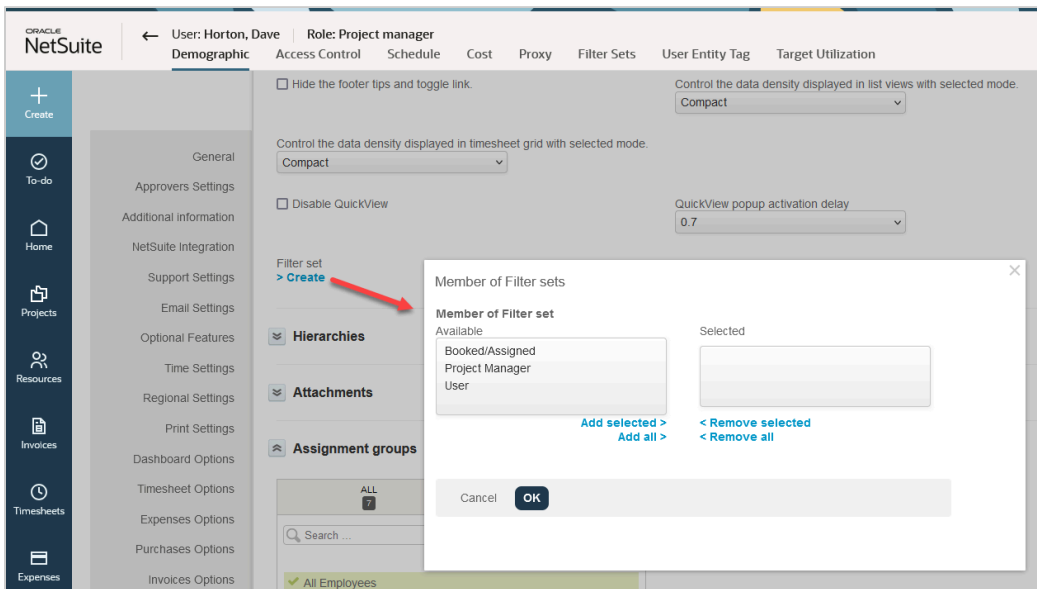 ORACLE
NetSuite
← User: Horton, Dave | Role: Project manager
Demographic Access Control Schedule Cost Proxy Filter Sets User Entity Tag Target Utilization
Create
To-do
Home
Projects
Resources
Invoices
Timesheets
Expenses
General
Approvers Settings
Additional information
NetSuite Integration
Support Settings
Email Settings
Optional Features
Time Settings
Regional Settings
Print Settings
Dashboard Options
Timesheet Options
Expenses Options
Purchases Options
Invoices Options
Hide the footer tips and toggle link.
Control the data density displayed in list views with selected mode.
Compact
Control the data density displayed in timesheet grid with selected mode.
Compact
Disable QuickView
QuickView popup activation delay
0.7
Filter set
> Create
Hierarchies
Attachments
Assignment groups
ALL
7
Search ...
All Employees
Member of Filter sets
Member of Filter set
Available
Booked/Assigned
Project Manager
User
Add selected >
Add all >
Selected
< Remove selected
< Remove all
Cancel OK